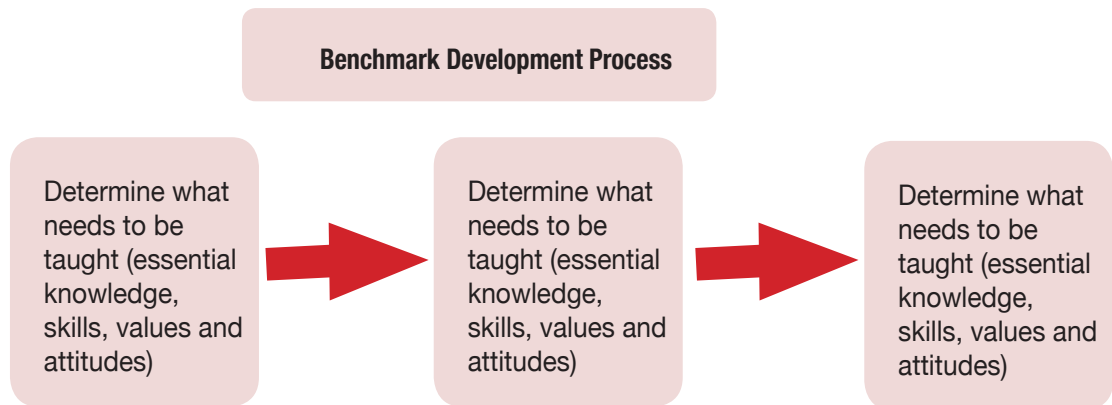 Benchmark Development Process
Determine what
needs to be
taught (essential
knowledge,
skills, values and
attitudes)
Determine what
needs to be
taught (essential
knowledge,
skills, values and
attitudes)
Determine what
needs to be
taught (essential
knowledge,
skills, values and
attitudes)